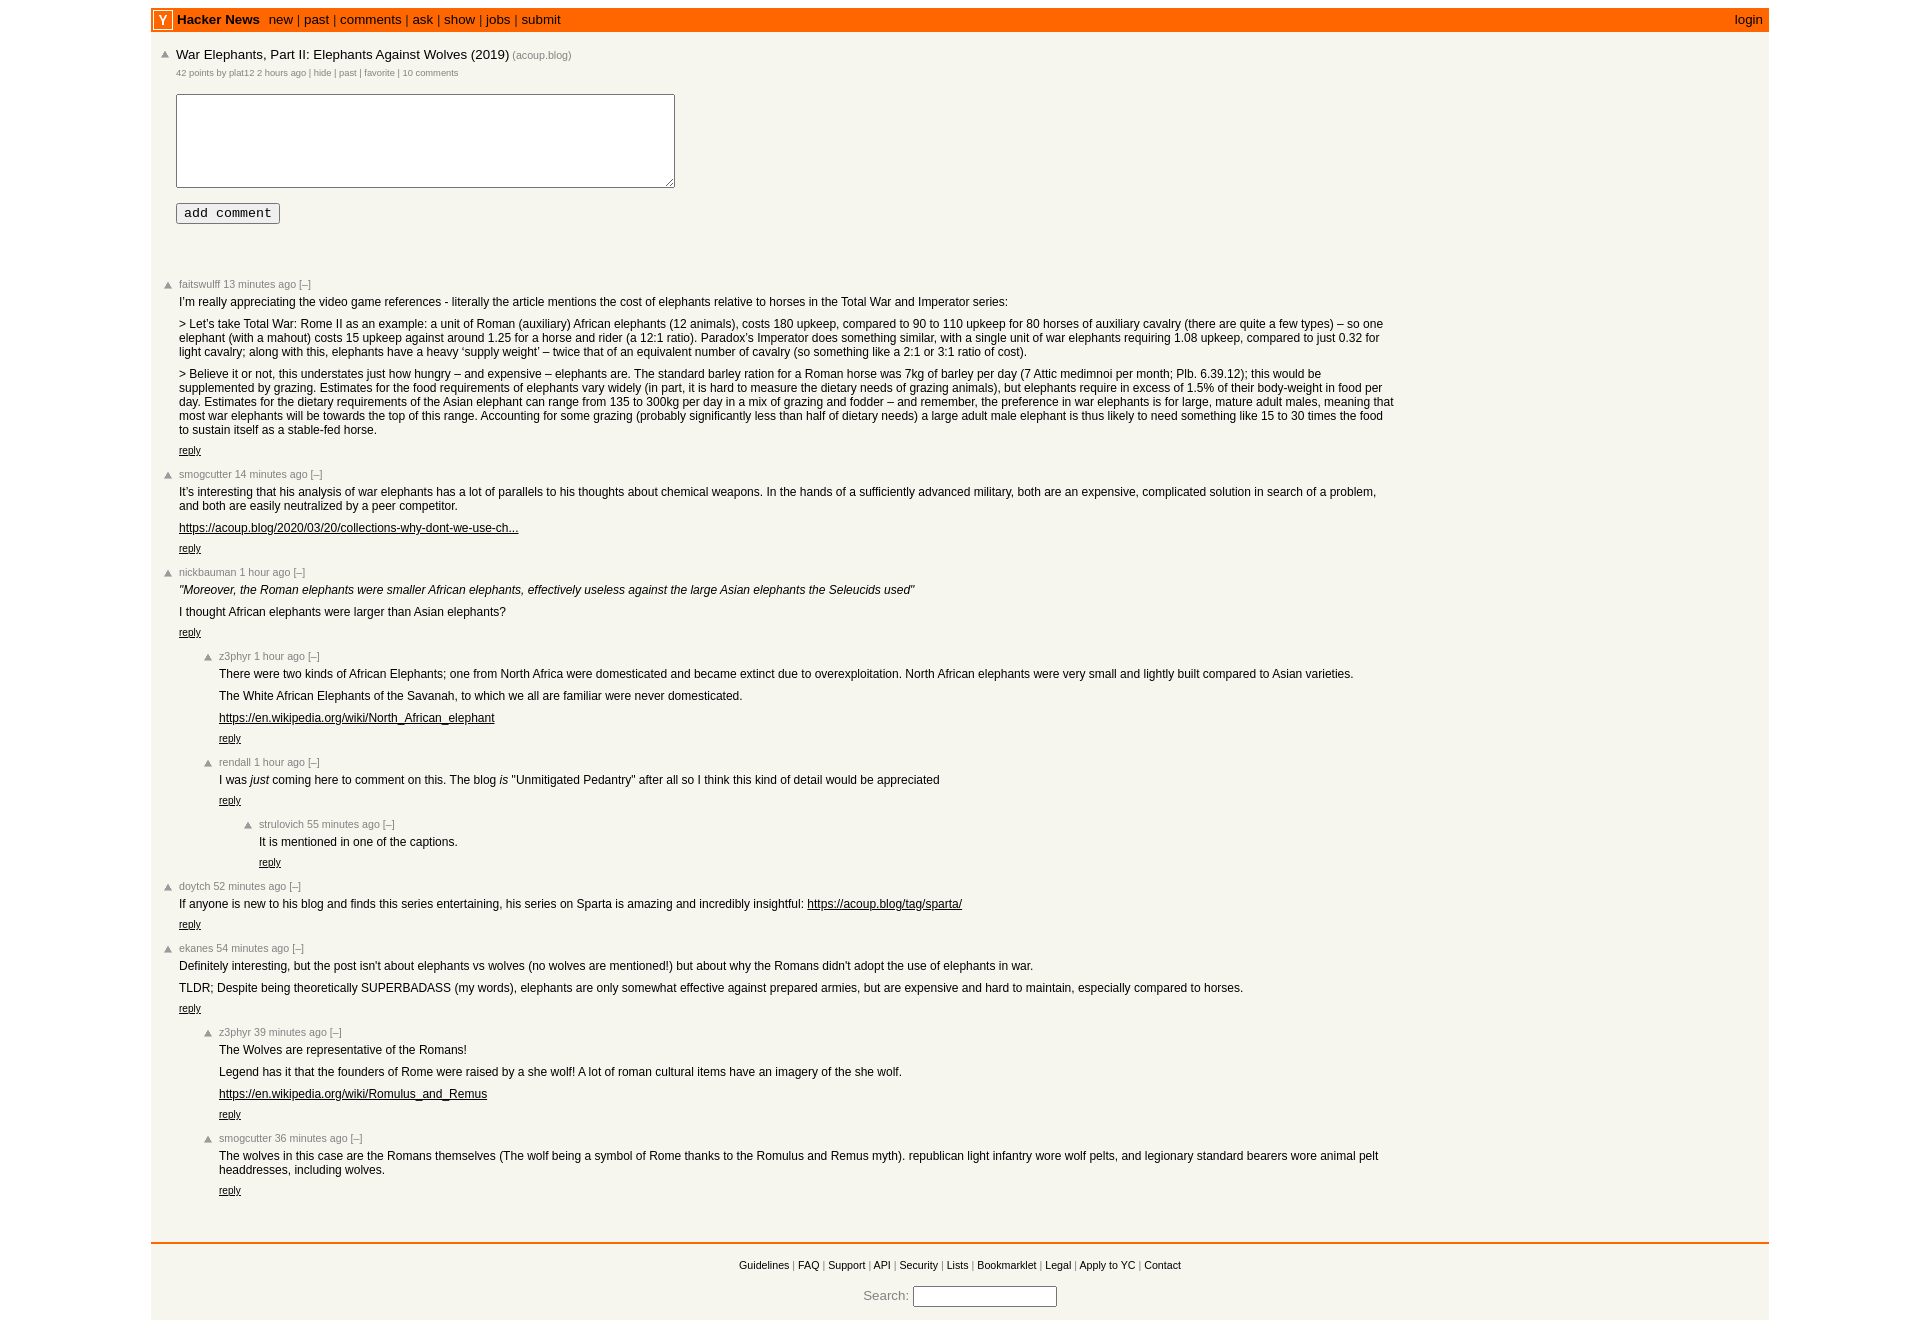 Y Hacker News new | past | comments | ask | show | jobs | submit login
War Elephants, Part II: Elephants Against Wolves (2019) (acoup.blog)
42 points by plat12 2 hours ago | hide | past | favorite | 10 comments
add comment
faitswulff 13 minutes ago [–]
I'm really appreciating the video game references - literally the article mentions the cost of elephants relative to horses in the Total War and Imperator series:
> Let's take Total War: Rome II as an example: a unit of Roman (auxiliary) African elephants (12 animals), costs 180 upkeep, compared to 90 to 110 upkeep for 80 horses of auxiliary cavalry (there are quite a few types) – so one
elephant (with a mahout) costs 15 upkeep against around 1.25 for a horse and rider (a 12:1 ratio). Paradox's Imperator does something similar, with a single unit of war elephants requiring 1.08 upkeep, compared to just 0.32 for
light cavalry; along with this, elephants have a heavy ‘supply weight’ – twice that of an equivalent number of cavalry (so something like a 2:1 or 3:1 ratio of cost).
> Believe it or not, this understates just how hungry – and expensive – elephants are. The standard barley ration for a Roman horse was 7kg of barley per day (7 Attic medimnoi per month; Plb. 6.39.12); this would be
supplemented by grazing. Estimates for the food requirements of elephants vary widely (in part, it is hard to measure the dietary needs of grazing animals), but elephants require in excess of 1.5% of their body-weight in food per
day. Estimates for the dietary requirements of the Asian elephant can range from 135 to 300kg per day in a mix of grazing and fodder – and remember, the preference in war elephants is for large, mature adult males, meaning that
most war elephants will be towards the top of this range. Accounting for some grazing (probably significantly less than half of dietary needs) a large adult male elephant is thus likely to need something like 15 to 30 times the food
to sustain itself as a stable-fed horse.
reply
smogcutter 14 minutes ago [–]
It's interesting that his analysis of war elephants has a lot of parallels to his thoughts about chemical weapons. In the hands of a sufficiently advanced military, both are an expensive, complicated solution in search of a problem,
and both are easily neutralized by a peer competitor.
https://acoup.blog/2020/03/20/collections-why-dont-we-use-ch...
reply
nickbauman 1 hour ago [–]
"Moreover, the Roman elephants were smaller African elephants, effectively useless against the large Asian elephants the Seleucids used"
I thought African elephants were larger than Asian elephants?
reply
z3phyr 1 hour ago [–]
There were two kinds of African Elephants; one from North Africa were domesticated and became extinct due to overexploitation. North African elephants were very small and lightly built compared to Asian varieties.
The White African Elephants of the Savanah, to which we all are familiar were never domesticated.
https://en.wikipedia.org/wiki/North_African_elephant
reply
rendall 1 hour ago [–]
I was just coming here to comment on this. The blog is "Unmitigated Pedantry" after all so I think this kind of detail would be appreciated
reply
strulovich 55 minutes ago [–]
It is mentioned in one of the captions.
reply
doytch 52 minutes ago [–]
If anyone is new to his blog and finds this series entertaining, his series on Sparta is amazing and incredibly insightful: https://acoup.blog/tag/sparta/
reply
ekanes 54 minutes ago [–]
Definitely interesting, but the post isn't about elephants vs wolves (no wolves are mentioned!) but about why the Romans didn't adopt the use of elephants in war.
TLDR; Despite being theoretically SUPERBADASS (my words), elephants are only somewhat effective against prepared armies, but are expensive and hard to maintain, especially compared to horses.
reply
z3phyr 39 minutes ago [–]
The Wolves are representative of the Romans!
Legend has it that the founders of Rome were raised by a she wolf! A lot of roman cultural items have an imagery of the she wolf.
https://en.wikipedia.org/wiki/Romulus_and_Remus
reply
smogcutter 36 minutes ago [–]
The wolves in this case are the Romans themselves (The wolf being a symbol of Rome thanks to the Romulus and Remus myth). republican light infantry wore wolf pelts, and legionary standard bearers wore animal pelt
headdresses, including wolves.
reply
Guidelines | FAQ | Support | API | Security | Lists | Bookmarklet | Legal | Apply to YC | Contact
Search: